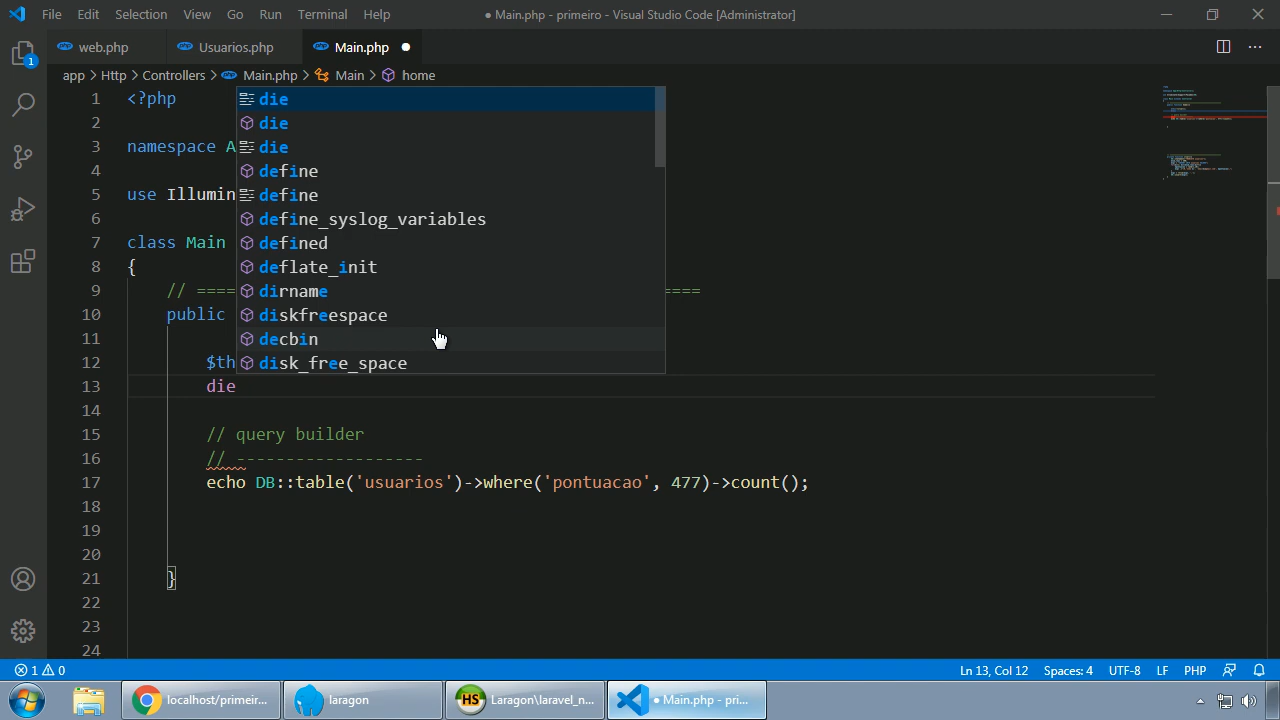 File Edit Selection View Go Run Terminal Help
● Main.php - primeiro - Visual Studio Code [Administrator]
web.php
Usuarios.php
Main.php ●
app > Http > Controllers > Main.php > Main > home
1 <?php
2
3 namespace A
4
5 use Illumin
6
7 class Main
8 {
9 // ====
10 public
11
12 $th
13 die
14
15 // query builder
16 // -------------------
17 echo DB::table('usuarios')->where('pontuacao', 477)->count();
18
19
20
21 }
22
23
24
die
die
die
define
define
define_syslog_variables
defined
deflate_init
dirname
diskfreespace
decbin
disk_free_space
====
1
1 0
Ln 13, Col 12 Spaces: 4 UTF-8 LF PHP
localhost/primeir...
laragon
HS
Laragon\laravel_n...
● Main.php - pri...